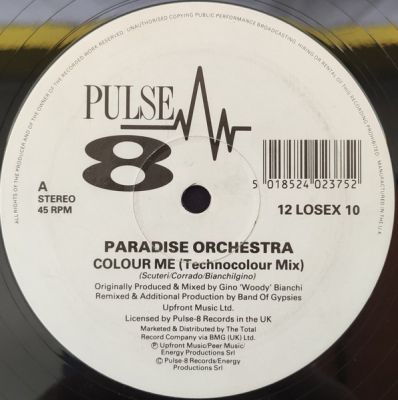 ALL RIGHTS OF THE PRODUCER AND OF THE OWNER OF THE RECORDED WORK RESERVED. UNAUTHORISED COPYING PUBLIC PERFORMANCE BROADCASTING, HIRING OR RENTAL OF THIS RECORDING PROHIBITED. MANUFACTURED IN THE U.K.
PULSE
8
A
STEREO
45 RPM
5 018524 023752
12 LOSEX 10
PARADISE ORCHESTRA
COLOUR ME (Technocolour Mix)
(Scuteri/Corrado/Bianchilgino)
Originally Produced & Mixed by Gino 'Woody' Bianchi
Remixed & Additional Production by Band Of Gypsies
Upfront Music Ltd.
Licensed by Pulse-8 Records in the UK
Marketed & Distributed by The Total
Record Company via BMG (UK) Ltd.
Ⓟ Upfront Music/Peer Music/
Energy Productions Srl
© Pulse-8 Records/Energy
Productions Srl